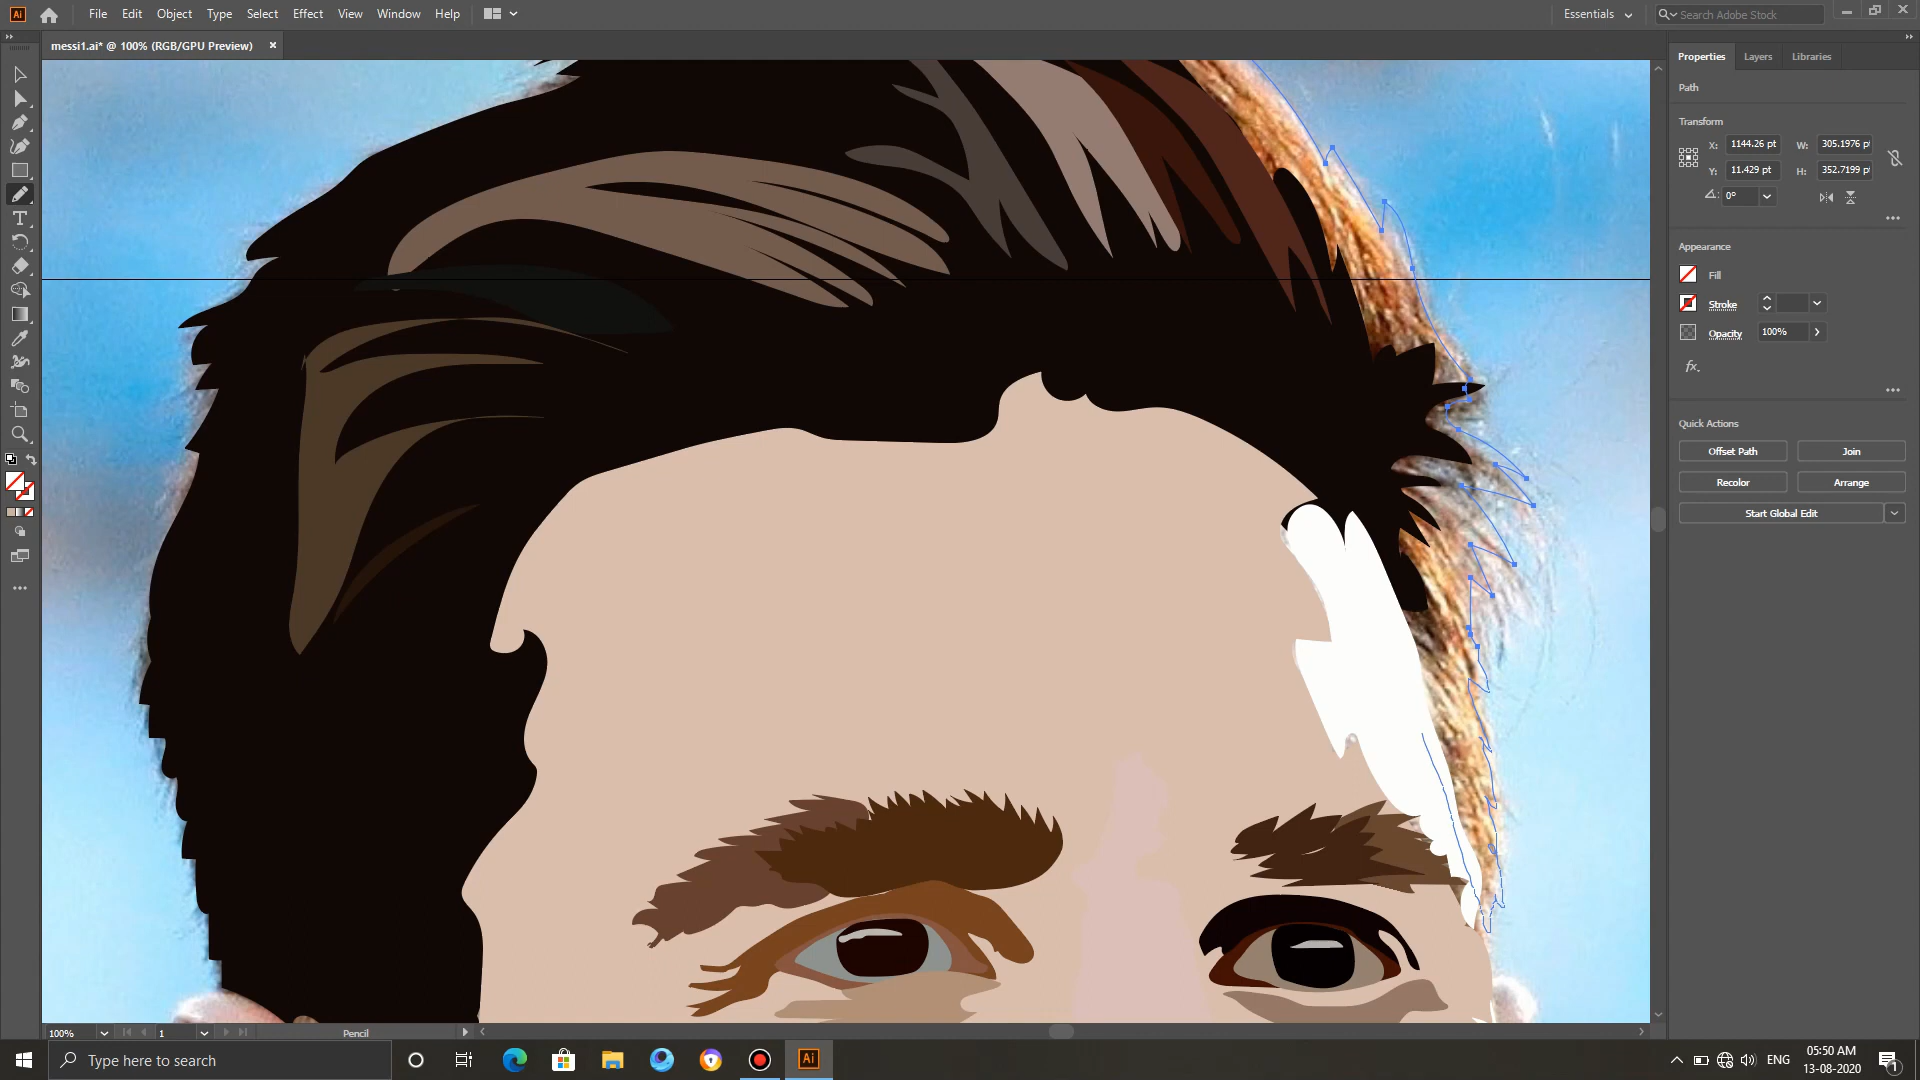 Ai File Edit Object Type Select Effect View Window Help Essentials Search Adobe Stock
messi1.ai* @ 100% (RGB/GPU Preview) ×
Properties Layers Libraries
Path
Transform
X: 1144.26 pt W: 305.1976 p
Y: 11.429 pt H: 352.7199 p
0°
Appearance
Fill
Stroke
Opacity 100%
fx.
Quick Actions
Offset Path Join
Recolor Arrange
Start Global Edit
100% 1 Pencil
Type here to search
Ai
ENG
05:50 AM
13-08-2020
1